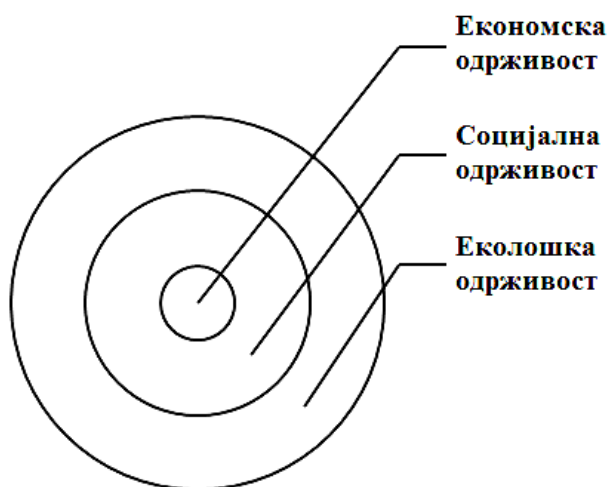 Економска
одрживост
Социјална
одрживост
Еколошка
одрживост